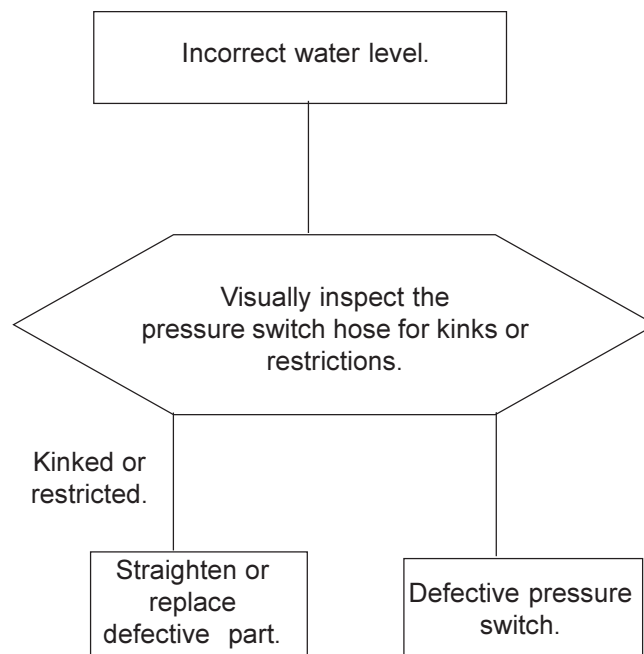 Incorrect water level.
Visually inspect the
pressure switch hose for kinks or
restrictions.
Kinked or
restricted.
Straighten or
replace
defective part.
Defective pressure
switch.